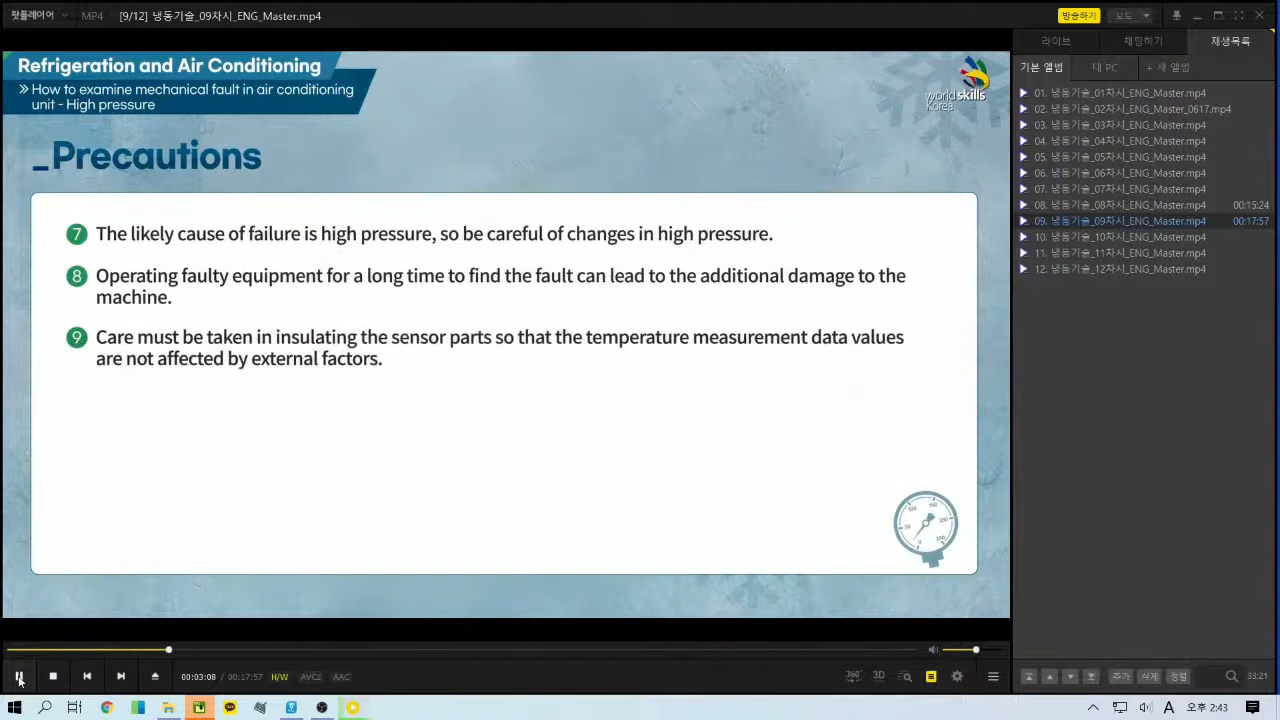 팟플레이어 MP4 [9/12] 냉동기술_09차시_ENG_Master.mp4 방송하기 모드
라이브 채팅하기 재생목록
기본 앨범 내 PC + 새 앨범
01. 냉동기술_01차시_ENG_Master.mp4
02. 냉동기술_02차시_ENG_Master_0617.mp4
03. 냉동기술_03차시_ENG_Master.mp4
04. 냉동기술_04차시_ENG_Master.mp4
05. 냉동기술_05차시_ENG_Master.mp4
06. 냉동기술_06차시_ENG_Master.mp4
07. 냉동기술_07차시_ENG_Master.mp4
08. 냉동기술_08차시_ENG_Master.mp4 00:15:24
09. 냉동기술_09차시_ENG_Master.mp4 00:17:57
10. 냉동기술_10차시_ENG_Master.mp4
11. 냉동기술_11차시_ENG_Master.mp4
12. 냉동기술_12차시_ENG_Master.mp4
Refrigeration and Air Conditioning
» How to examine mechanical fault in air conditioning
unit - High pressure
worldskills
Korea
_Precautions
7 The likely cause of failure is high pressure, so be careful of changes in high pressure.
8 Operating faulty equipment for a long time to find the fault can lead to the additional damage to the
machine.
9 Care must be taken in insulating the sensor parts so that the temperature measurement data values
are not affected by external factors.
00:03:08 / 00:17:57 H/W AVC1 AAC
360° 3D
추가 삭제 정렬 33:21
A 오후 2:43